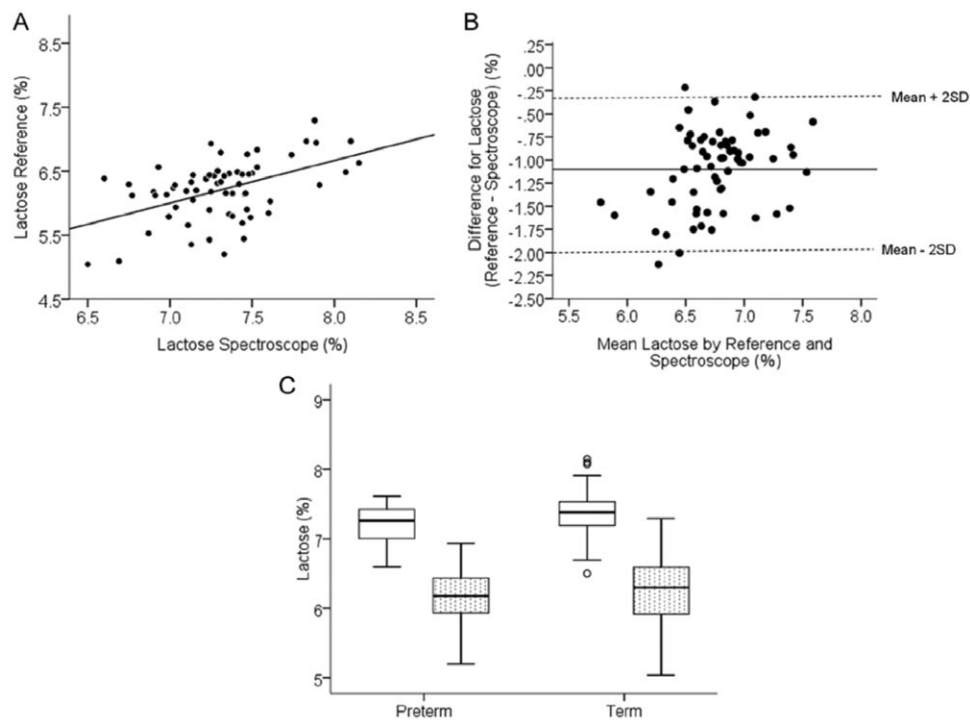 A
Lactose Reference (%)
8.5
7.5
6.5
5.5
4.5
6.5 7.0 7.5 8.0 8.5
Lactose Spectroscope (%)
B
Difference for Lactose
(Reference - Spectroscope) (%)
.25
.00
-.25
-.50
-.75
-1.00
-1.25
-1.50
-1.75
-2.00
-2.25
-2.50
Mean + 2SD
Mean - 2SD
5.5 6.0 6.5 7.0 7.5 8.0
Mean Lactose by Reference and
Spectroscope (%)
C
Lactose (%)
9
8
7
6
5
Preterm Term